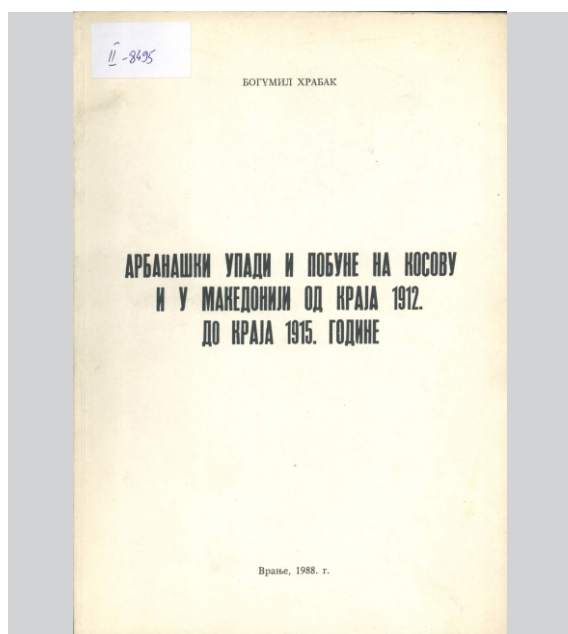 II-8495
БОГУМИЛ ХРАБАК
АРБАНАШКИ УПАДИ И ПОБУНЕ НА КОСОВУ
И У МАКЕДОНИЈИ ОД КРАЈА 1912.
ДО КРАЈА 1915. ГОДИНЕ
Врање, 1988. г.